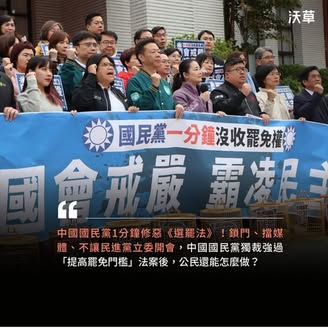 沃草
國民黨一分鐘沒收罷免權
國會戒嚴 霸凌民主
中國國民黨1分鐘修惡《選罷法》！鎖門、擋媒
體、不讓民進黨立委開會，中國國民黨獨裁強過
「提高罷免門檻」法案後，公民還能怎麼做？